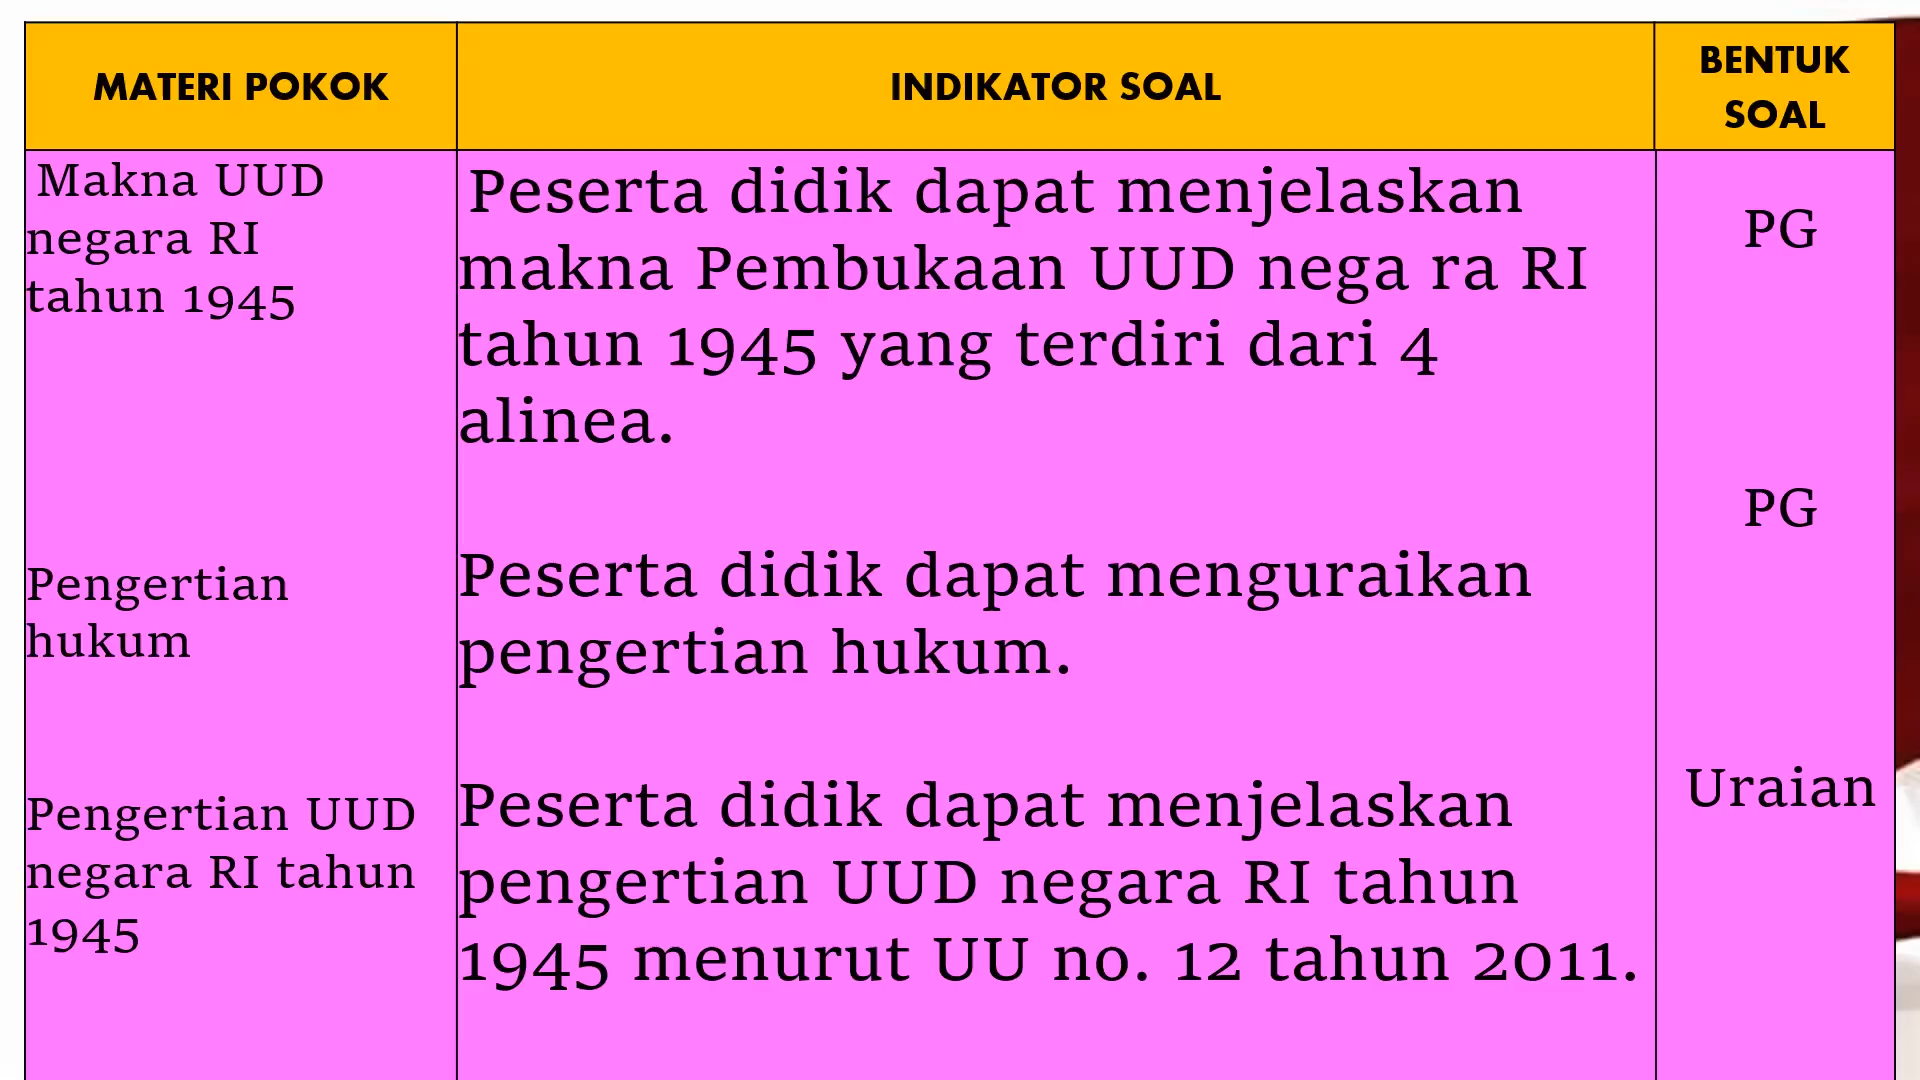 MATERI POKOK
INDIKATOR SOAL
BENTUK
SOAL
Makna UUD
negara RI
tahun 1945
Pengertian
hukum
Pengertian UUD
negara RI tahun
1945
Peserta didik dapat menjelaskan
makna Pembukaan UUD nega ra RI
tahun 1945 yang terdiri dari 4
alinea.
Peserta didik dapat menguraikan
pengertian hukum.
Peserta didik dapat menjelaskan
pengertian UUD negara RI tahun
1945 menurut UU no. 12 tahun 2011.
PG
PG
Uraian